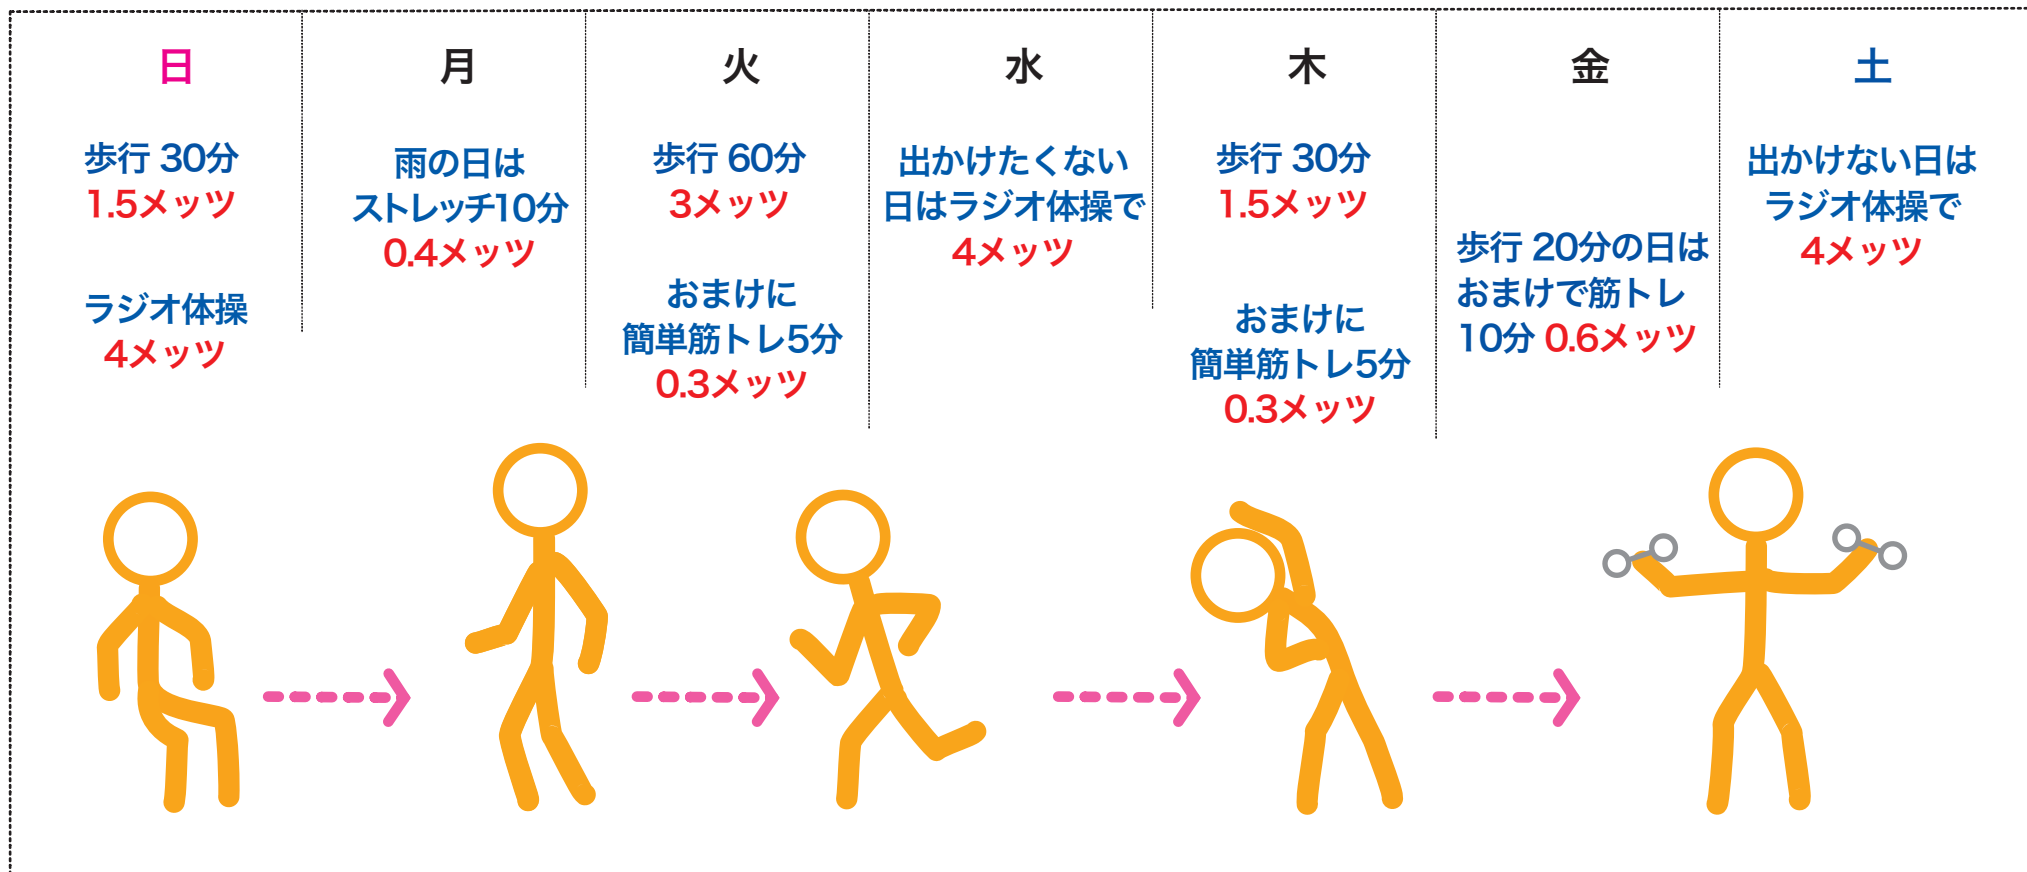 日
歩行 30分
1.5メッツ
ラジオ体操
4メッツ
月
雨の日は
ストレッチ10分
0.4メッツ
火
歩行 60分
3メッツ
おまけに
簡単筋トレ5分
0.3メッツ
水
出かけたくない
日はラジオ体操で
4メッツ
木
歩行 30分
1.5メッツ
おまけに
簡単筋トレ5分
0.3メッツ
金
歩行 20分の日は
おまけで筋トレ
10分 0.6メッツ
土
出かけない日は
ラジオ体操で
4メッツ